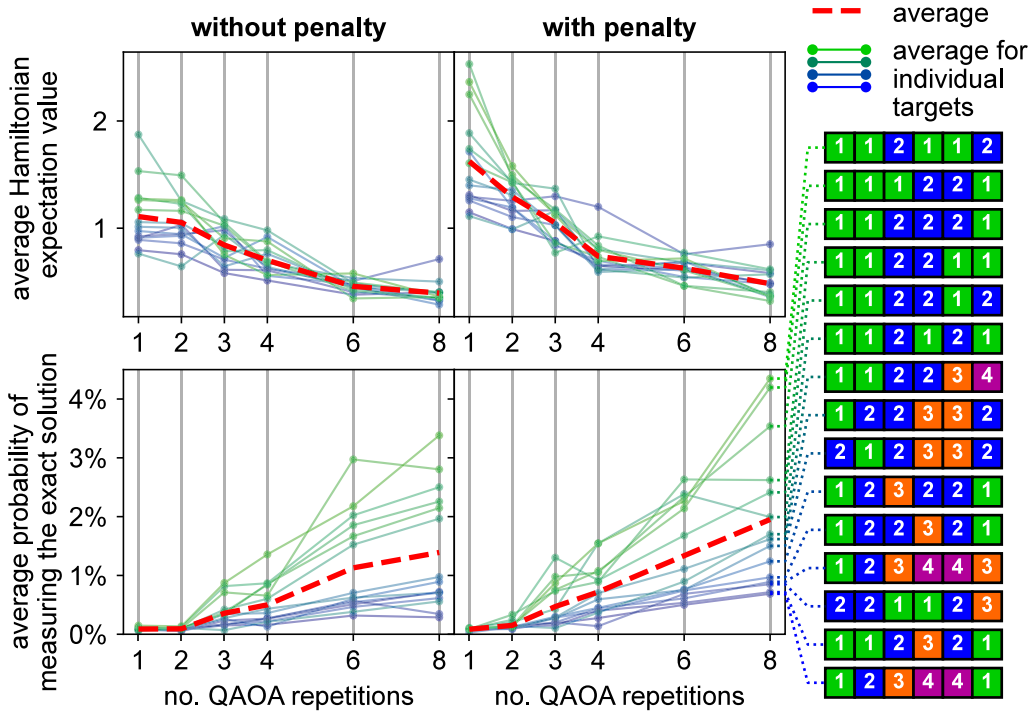 without penalty
with penalty
average
average for
individual
targets
average Hamiltonian
expectation value
2
1
1 2 3 4 6 8
1 2 3 4 6 8
average probability of
measuring the exact solution
4%
3%
2%
1%
0%
1 2 3 4 6 8
1 2 3 4 6 8
no. QAOA repetitions
no. QAOA repetitions
1 1 2 1 1 2
1 1 1 2 2 1
1 1 2 2 2 1
1 1 2 2 1 1
1 1 2 2 1 2
1 1 2 1 2 1
1 1 2 2 3 4
1 2 2 3 3 2
2 1 2 3 3 2
1 2 3 2 2 1
1 2 2 3 2 1
1 2 3 4 4 3
2 2 1 1 2 3
1 1 2 3 2 1
1 2 3 4 4 1